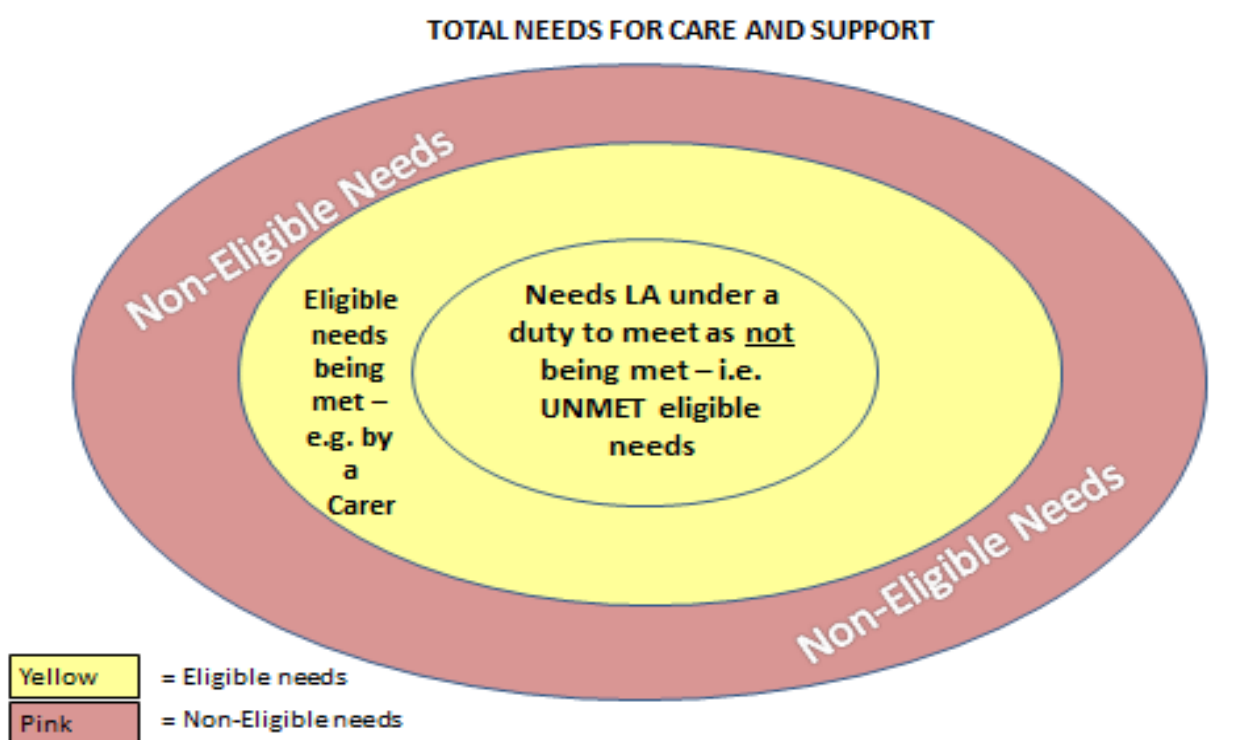 TOTAL NEEDS FOR CARE AND SUPPORT
Non-Eligible Needs
Eligible
needs
being
met –
e.g. by
a
Carer
Needs LA under a
duty to meet as not
being met – i.e.
UNMET eligible
needs
Non-Eligible Needs
Yellow = Eligible needs
Pink = Non-Eligible needs